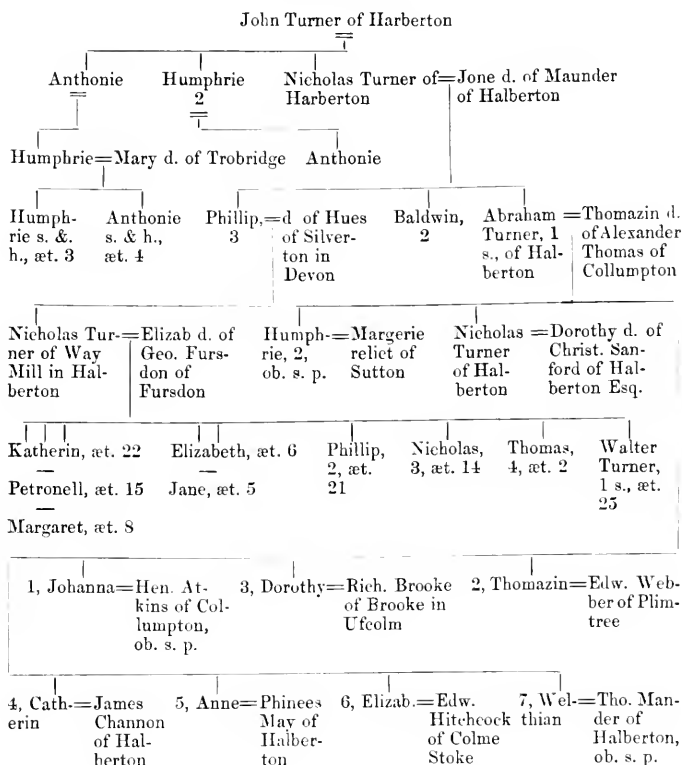 John Turner of Harberton
Anthonie Humphrie Nicholas Turner of=Jone d. of Maunder
2 Harberton of Halberton
Humphrie=Mary d. of Trobridge Anthonie
Humph- Anthonie Phillip,=d of Hues Baldwin, Abraham =Thomazin d.
rie s. &. s. & h., 3 of Silver- 2 Turner, 1 of Alexander
h., æt. 3 æt. 4 ton in s., of Hal- Thomas of
Devon berton Collumpton
Nicholas Tur-=Elizab d. of Humph-=Margerie Nicholas =Dorothy d. of
ner of Way Geo. Furs- rie, 2, relict of Turner Christ. San-
Mill in Hal- don of ob. s. p. Sutton of Hal- ford of Hal-
berton Fursdon berton berton Esq.
Katherin, æt. 22 Elizabeth, æt. 6 Phillip, Nicholas, Thomas, Walter
2, æt. 3, æt. 14 4, æt. 2 Turner,
Petronell, æt. 15 Jane, æt. 5 21 1 s., æt.
25
Margaret, æt. 8
1, Johanna=Hen. At- 3, Dorothy=Rich. Brooke 2, Thomazin=Edw. Web-
kins of Col- of Brooke in ber of Plim-
lumpton, Ufcolm tree
ob. s. p.
4, Cath-=James 5, Anne=Phinees 6, Elizab.=Edw. 7, Wel-=Tho. Man-
erin Channon May of Hitchcock thian der of
of Hal- Halber- of Colme Halberton,
berton ton Stoke ob. s. p.